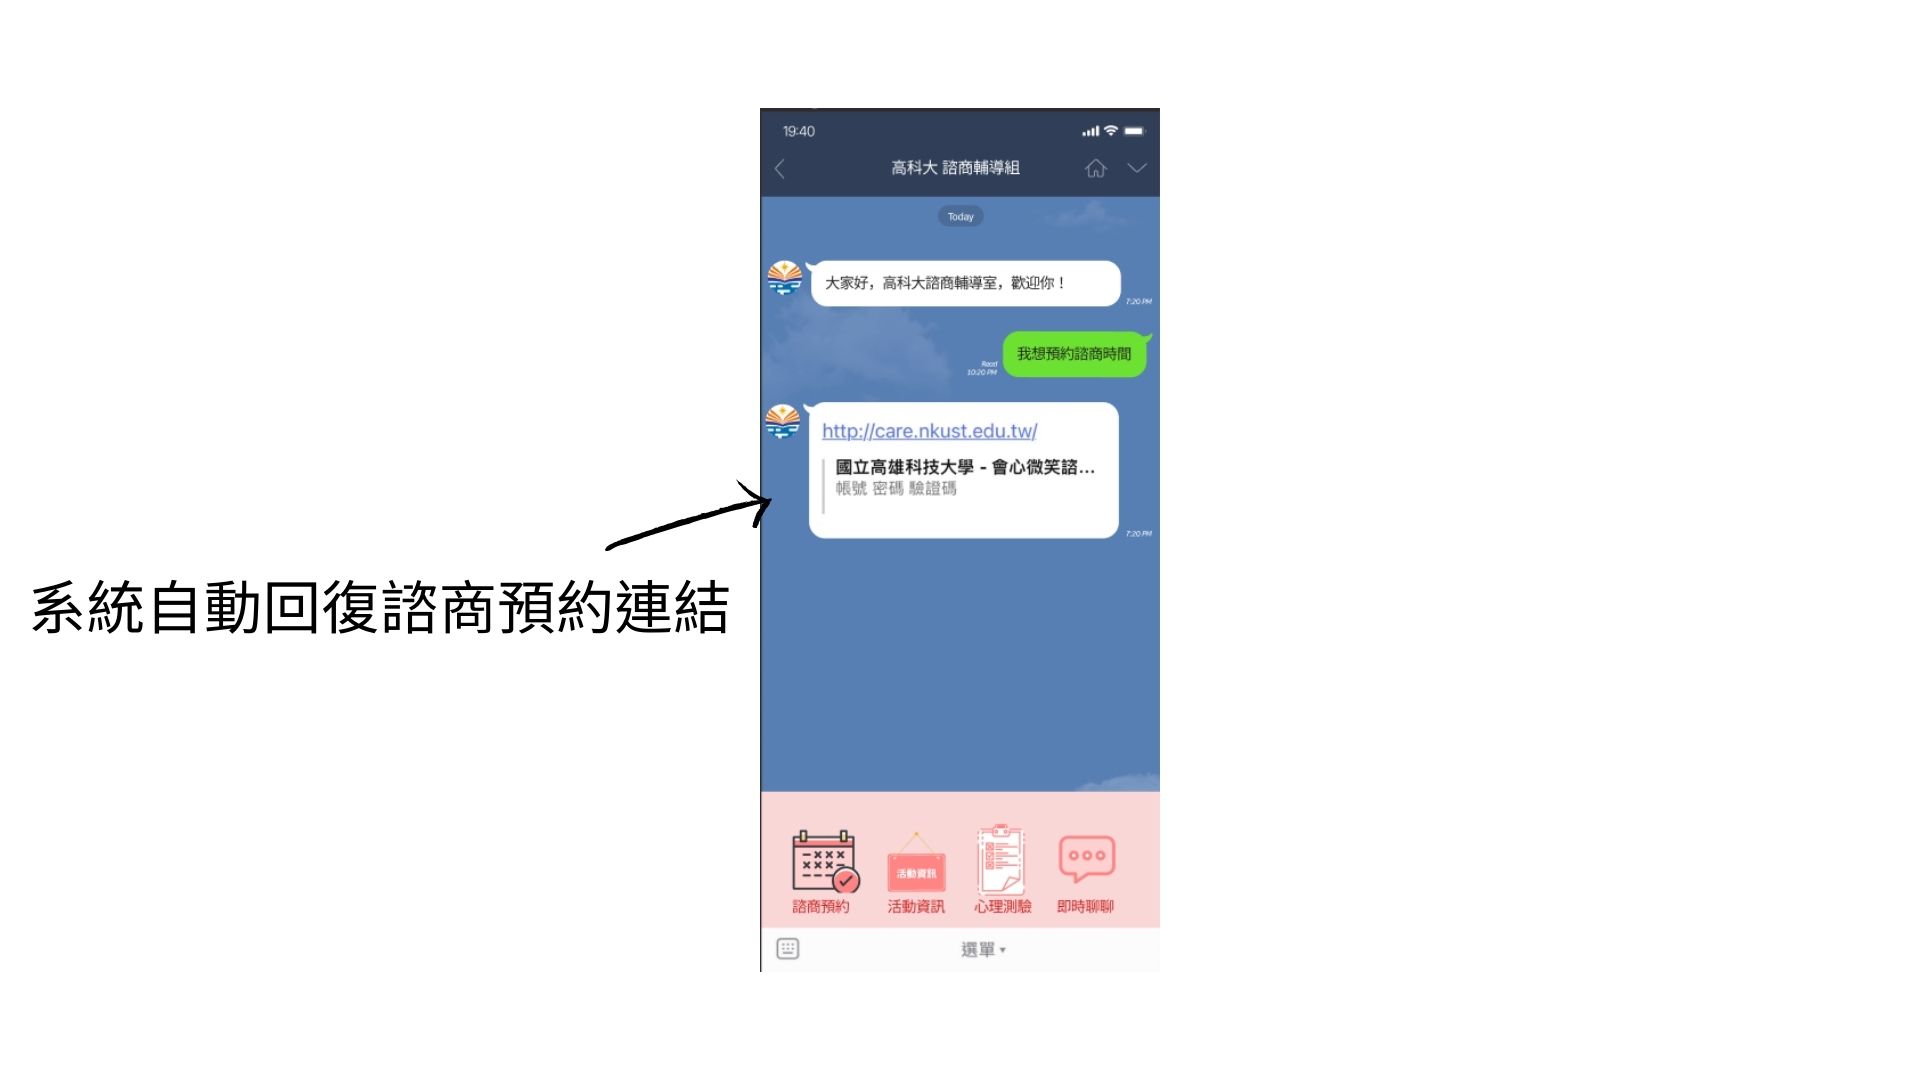 19:40
高科大 諮商輔導組
Today
大家好，高科大諮商輔導室，歡迎你！
7:20 PM
我想預約諮商時間
Read
10:20 PM
http://care.nkust.edu.tw/
國立高雄科技大學 - 會心微笑諮...
帳號 密碼 驗證碼
7:20 PM
系統自動回復諮商預約連結
活動資訊
諮商預約 活動資訊 心理測驗 即時聊聊
選單